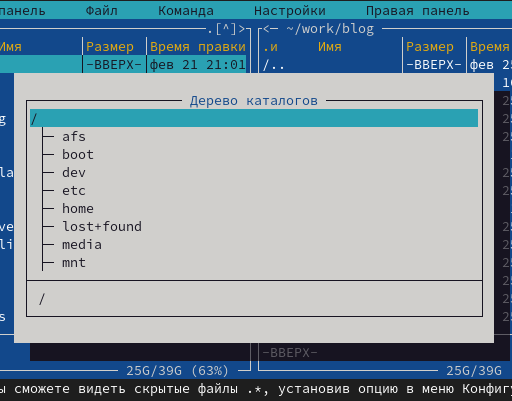 панель Файл Команда Настройки Правая панель
.[^]> <─ ~/work/blog
Имя Размер Время правки .и Имя Размер Время
-ВВЕРХ- фев 21 21:01 /.. -ВВЕРХ- фев 2
Дерево каталогов
/
afs
boot
dev
etc
home
lost+found
media
mnt
/
-ВВЕРХ-
25G/39G (63%) 25G/39G
ы сможете видеть скрытые файлы .*, установив опцию в меню Конфиг